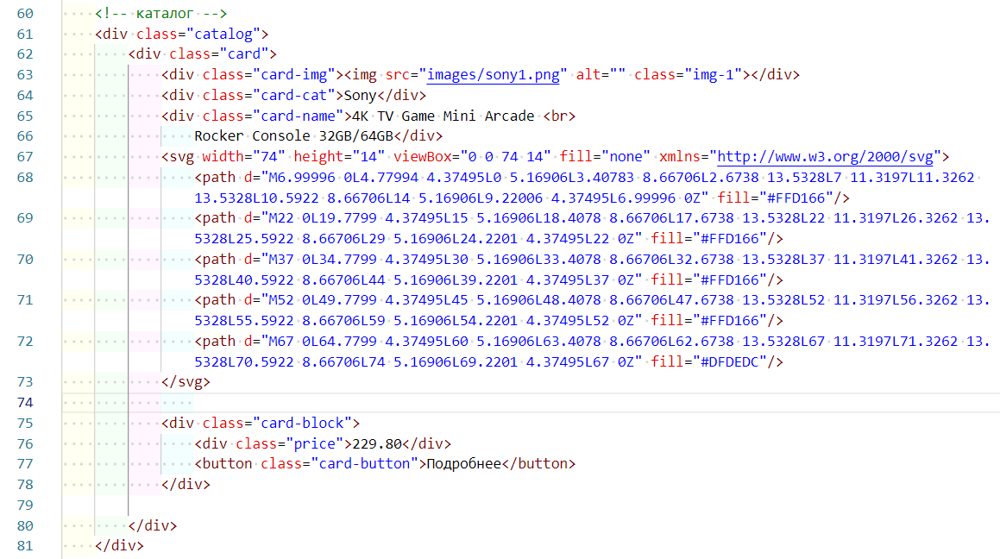 60 <!-- каталог -->
61 <div class="catalog">
62 <div class="card">
63 <div class="card-img"><img src="images/sony1.png" alt="" class="img-1"></div>
64 <div class="card-cat">Sony</div>
65 <div class="card-name">4K TV Game Mini Arcade <br>
66 Rocker Console 32GB/64GB</div>
67 <svg width="74" height="14" viewBox="0 0 74 14" fill="none" xmlns="http://www.w3.org/2000/svg">
68 <path d="M6.99996 0L4.77994 4.37495L0 5.16906L3.40783 8.66706L2.6738 13.5328L7 11.3197L11.3262
13.5328L10.5922 8.66706L14 5.16906L9.22006 4.37495L6.99996 0Z" fill="#FFD166"/>
69 <path d="M22 0L19.7799 4.37495L15 5.16906L18.4078 8.66706L17.6738 13.5328L22 11.3197L26.3262 13.
5328L25.5922 8.66706L29 5.16906L24.2201 4.37495L22 0Z" fill="#FFD166"/>
70 <path d="M37 0L34.7799 4.37495L30 5.16906L33.4078 8.66706L32.6738 13.5328L37 11.3197L41.3262 13.
5328L40.5922 8.66706L44 5.16906L39.2201 4.37495L37 0Z" fill="#FFD166"/>
71 <path d="M52 0L49.7799 4.37495L45 5.16906L48.4078 8.66706L47.6738 13.5328L52 11.3197L56.3262 13.
5328L55.5922 8.66706L59 5.16906L54.2201 4.37495L52 0Z" fill="#FFD166"/>
72 <path d="M67 0L64.7799 4.37495L60 5.16906L63.4078 8.66706L62.6738 13.5328L67 11.3197L71.3262 13.
5328L70.5922 8.66706L74 5.16906L69.2201 4.37495L67 0Z" fill="#DFDEDC"/>
73 </svg>
74
75 <div class="card-block">
76 <div class="price">229.80</div>
77 <button class="card-button">Подробнее</button>
78 </div>
79
80 </div>
81 </div>